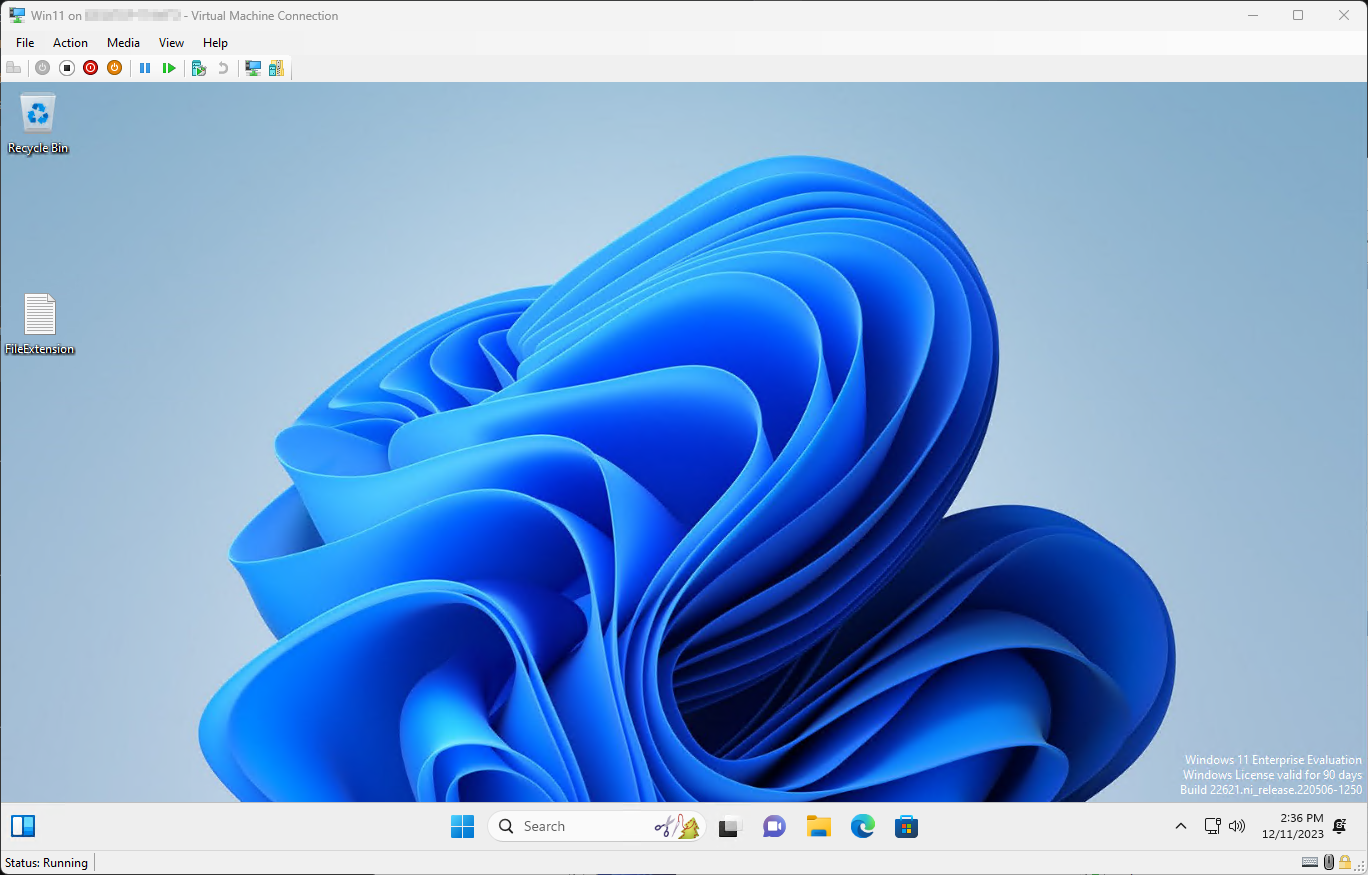 Win11 on - Virtual Machine Connection
File Action Media View Help
Recycle Bin
FileExtension
Windows 11 Enterprise Evaluation
Windows License valid for 90 days
Build 22621.ni_release.220506-1250
Search
2:36 PM
12/11/2023
Status: Running